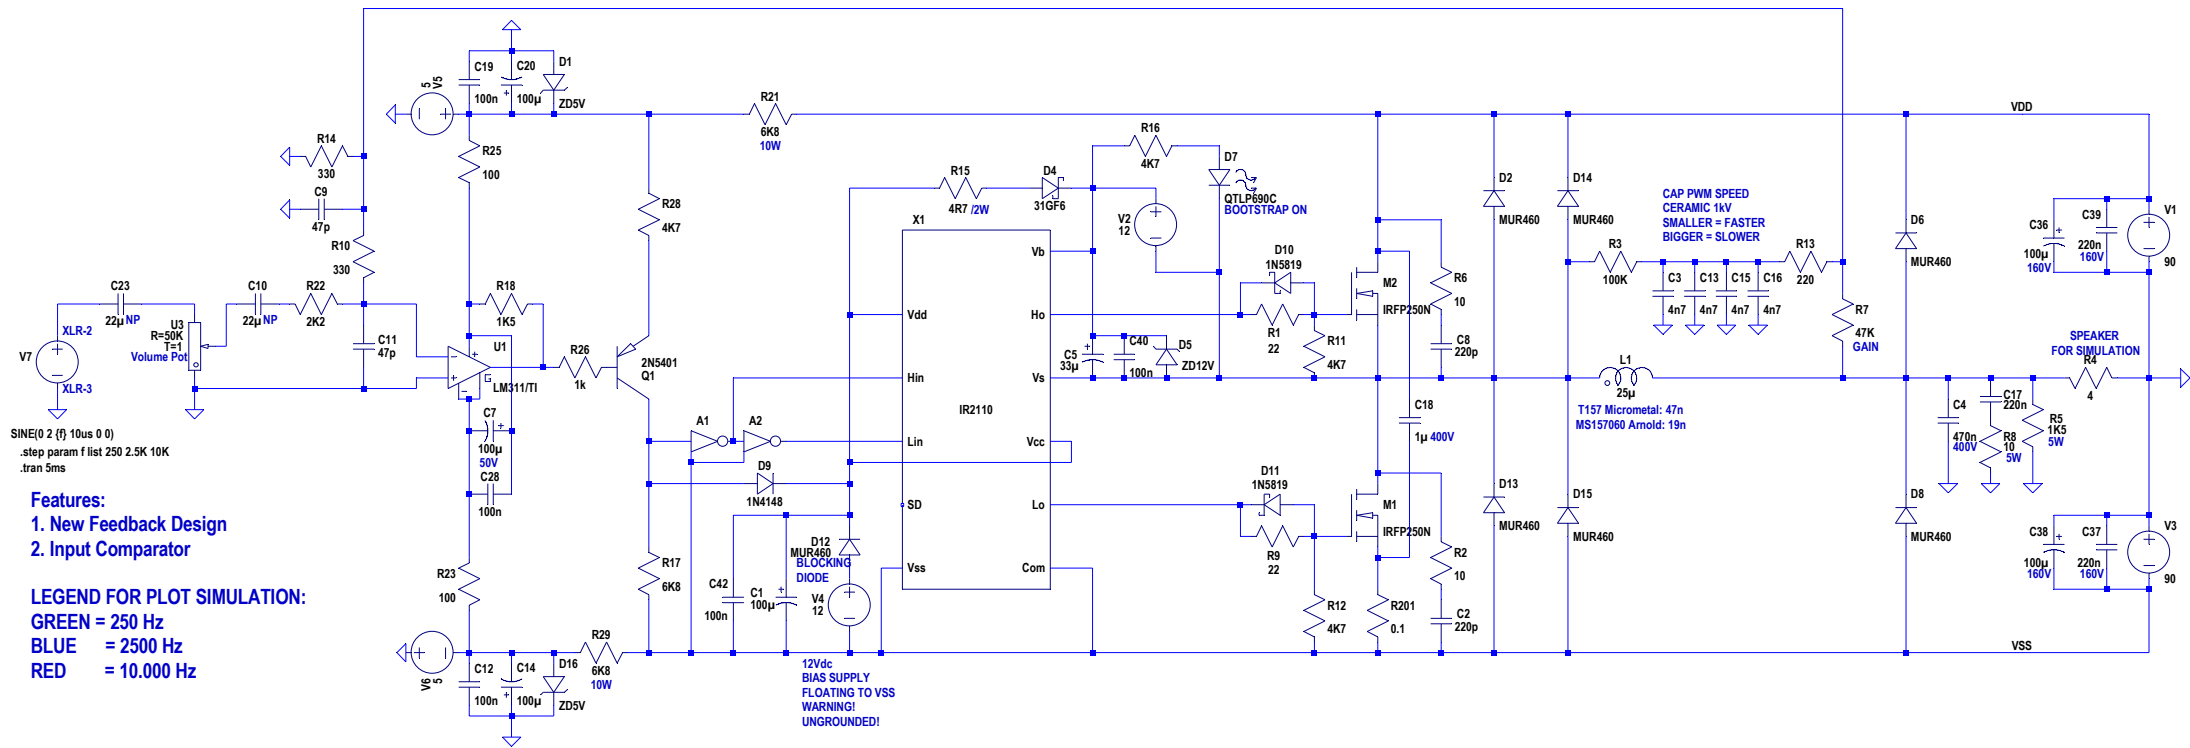 C19
100n
C20
100µ
D1
ZD5V
5
V5
R14
330
C9
47p
R10
330
R25
100
R21
6K8
10W
R28
4K7
R16
4K7
D7
QTLP690C
BOOTSTRAP ON
R15
4R7 /2W
D4
31GF6
V2
12
X1
IR2110
Vb
Vdd
Ho
Hin
Vs
Lin
Vcc
SD
Lo
Vss
Com
D10
1N5819
R1
22
R11
4K7
M2
IRFP250N
R6
10
C8
220p
D2
MUR460
D14
MUR460
CAP PWM SPEED
CERAMIC 1kV
SMALLER = FASTER
BIGGER = SLOWER
R3
100K
C3
4n7
C13
4n7
C15
4n7
C16
4n7
R13
220
R7
47K
GAIN
VDD
D6
MUR460
C36
100µ
160V
C39
220n
160V
V1
90
C23
22µ NP
XLR-2
V7
XLR-3
U3
R=50K
T=1
Volume Pot
C10
22µ NP
R22
2K2
C11
47p
R18
1K5
U1
LM311/TI
R26
1k
2N5401
Q1
C5
33µ
C40
100n
D5
ZD12V
L1
25µ
T157 Micrometal: 47n
MS157060 Arnold: 19n
SPEAKER
FOR SIMULATION
R4
4
C4
470n
400V
C17
220n
R8
10
5W
R5
1K5
5W
SINE(0 2 {f} 10us 0 0)
.step param f list 250 2.5K 10K
.tran 5ms
C7
100µ
50V
C28
100n
A1
A2
D9
1N4148
C18
1µ 400V
D11
1N5819
R9
22
M1
IRFP250N
R2
10
C2
220p
D13
MUR460
D15
MUR460
D8
MUR460
C38
100µ
160V
C37
220n
160V
V3
90
Features:
1. New Feedback Design
2. Input Comparator
R23
100
R17
6K8
D12
MUR460
BLOCKING
DIODE
C42
100n
C1
100µ
V4
12
R12
4K7
R201
0.1
VSS
LEGEND FOR PLOT SIMULATION:
GREEN = 250 Hz
BLUE = 2500 Hz
RED = 10.000 Hz
V6
5
C12
100n
C14
100µ
D16
ZD5V
R29
6K8
10W
12Vdc
BIAS SUPPLY
FLOATING TO VSS
WARNING!
UNGROUNDED!